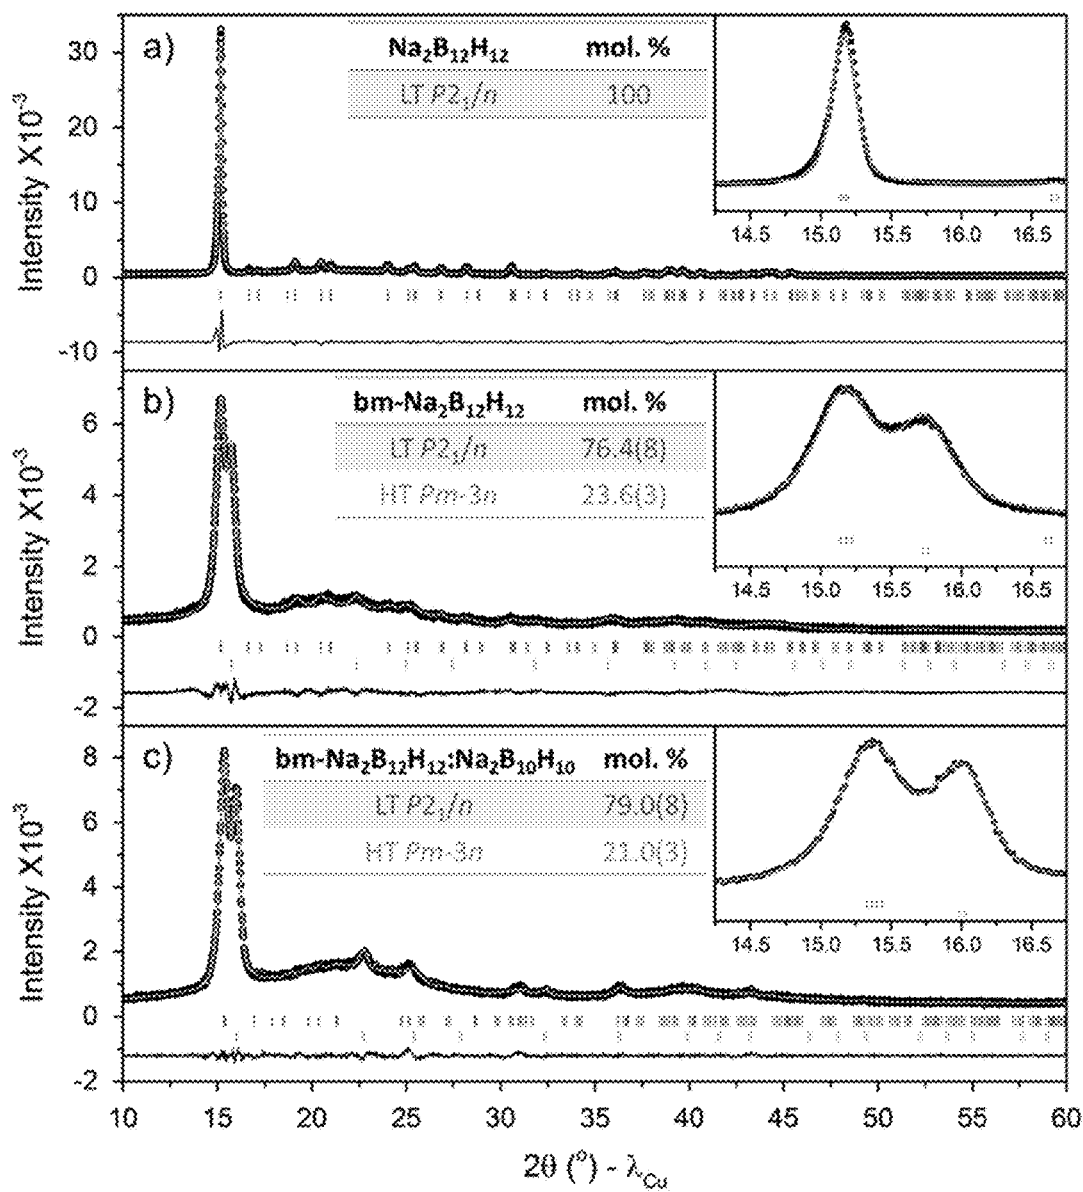 a)
Na₂B₁₂H₁₂ mol. %
LT P2₁/n 100
Intensity X10⁻³
30
20
10
0
-10
14.5 15.0 15.5 16.0 16.5
b)
bm-Na₂B₁₂H₁₂ mol. %
LT P2₁/n 76.4(8)
HT Pm-3n 23.6(3)
Intensity X10⁻³
6
4
2
0
-2
14.5 15.0 15.5 16.0 16.5
c)
bm-Na₂B₁₂H₁₂:Na₂B₁₀H₁₀ mol. %
LT P2₁/n 79.0(8)
HT Pm-3n 21.0(3)
Intensity X10⁻³
8
6
4
2
0
-2
14.5 15.0 15.5 16.0 16.5
10 15 20 25 30 35 40 45 50 55 60
2θ (°) - λCu